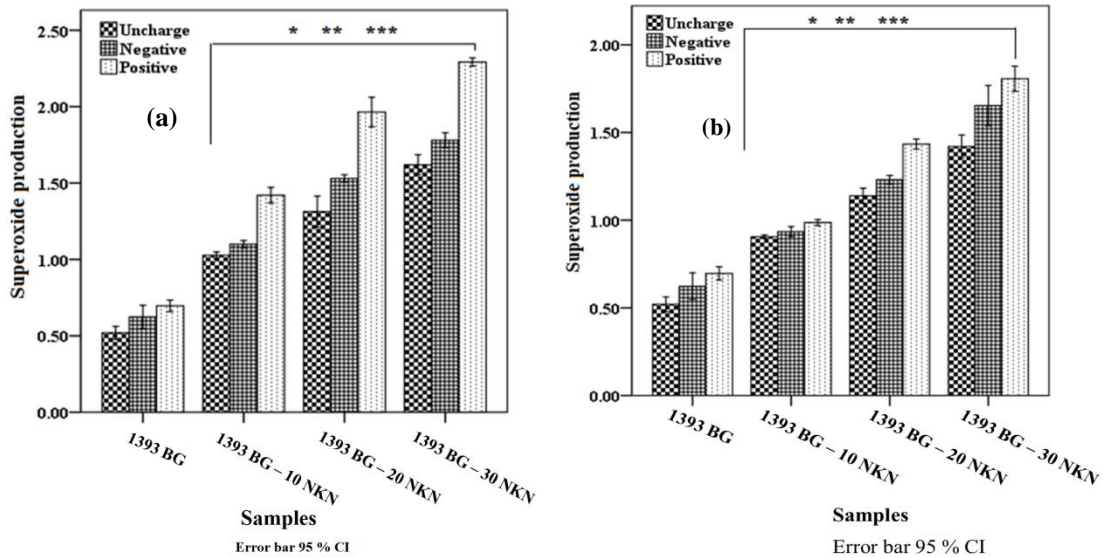 * ** ***
2.50
Uncharge
Negative
Positive
2.00
(a)
1.50
1.00
0.50
0.00
Superoxide production
1393 BG
1393 BG – 10 NKN
1393 BG – 20 NKN
1393 BG – 30 NKN
Samples
Error bar 95 % CI
* ** ***
2.00
Uncharge
Negative
Positive
(b)
1.50
1.00
0.50
0.00
Superoxide production
1393 BG
1393 BG – 10 NKN
1393 BG – 20 NKN
1393 BG – 30 NKN
Samples
Error bar 95 % CI